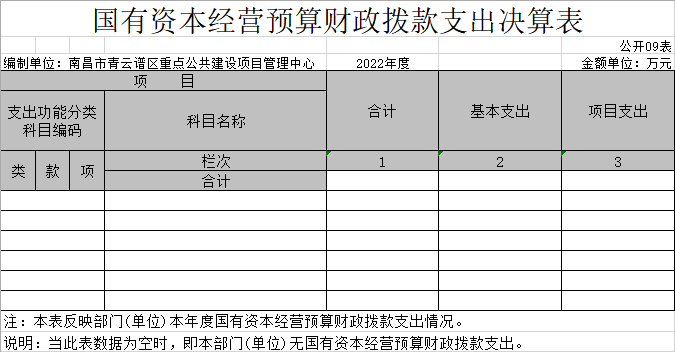 国有资本经营预算财政拨款支出决算表
公开09表
编制单位：南昌市青云谱区重点公共建设项目管理中心 2022年度 金额单位：万元
项 目 合计 基本支出 项目支出
支出功能分类科目编码 科目名称
类 款 项 栏次 1 2 3
合计
注：本表反映部门(单位)本年度国有资本经营预算财政拨款支出情况。
说明：当此表数据为空时，即本部门(单位)无国有资本经营预算财政拨款支出。